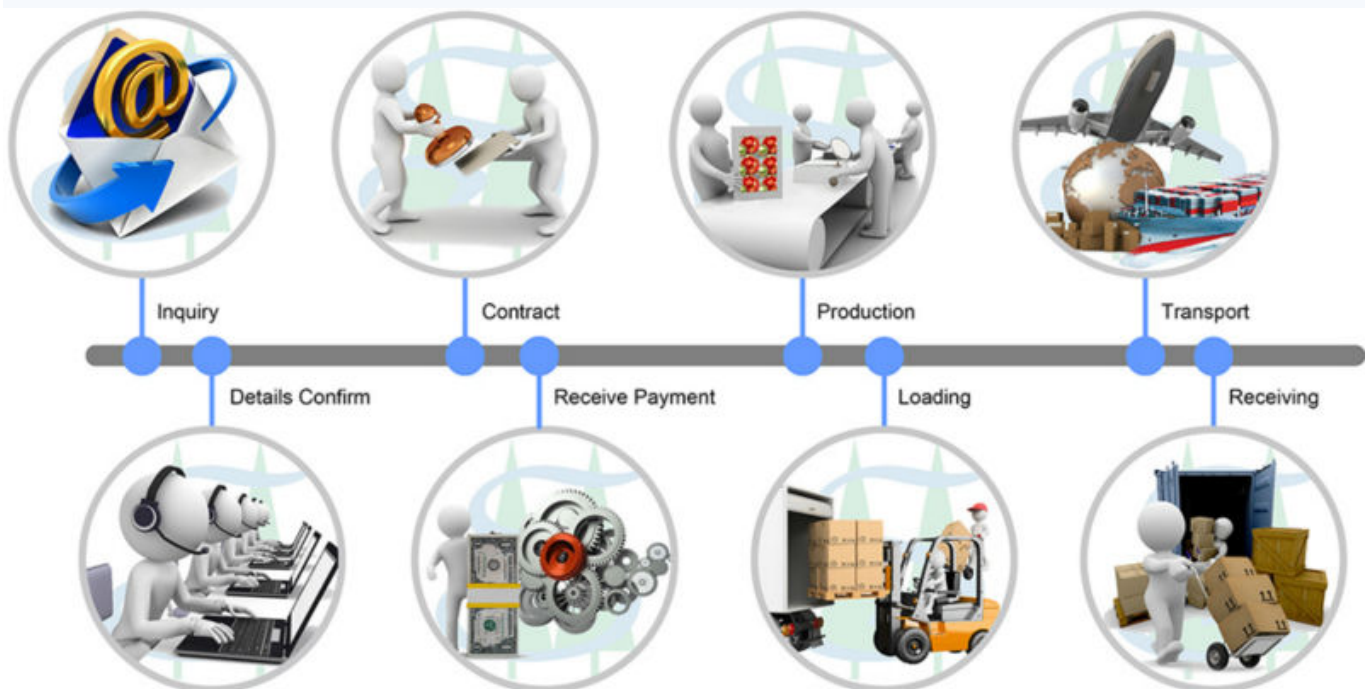 Inquiry
Details Confirm
Contract
Receive Payment
Production
Loading
Transport
Receiving